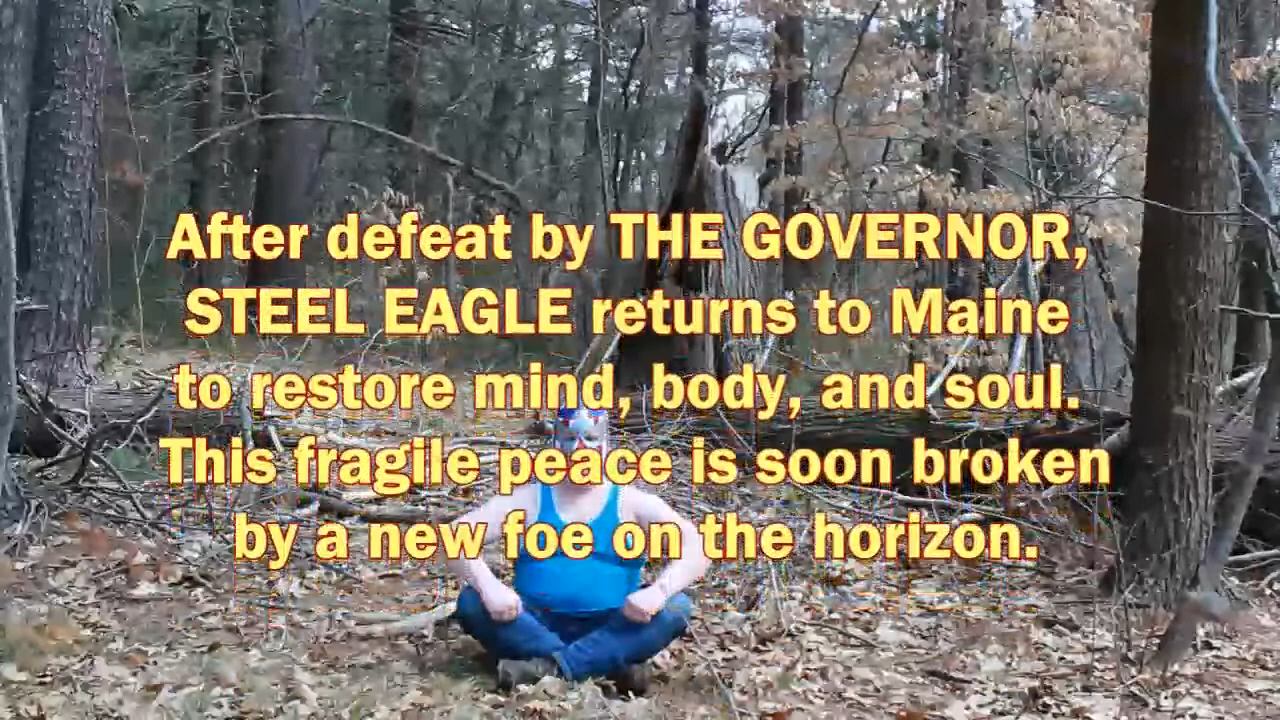 After defeat by THE GOVERNOR,
STEEL EAGLE returns to Maine
to restore mind, body, and soul.
This fragile peace is soon broken
by a new foe on the horizon.